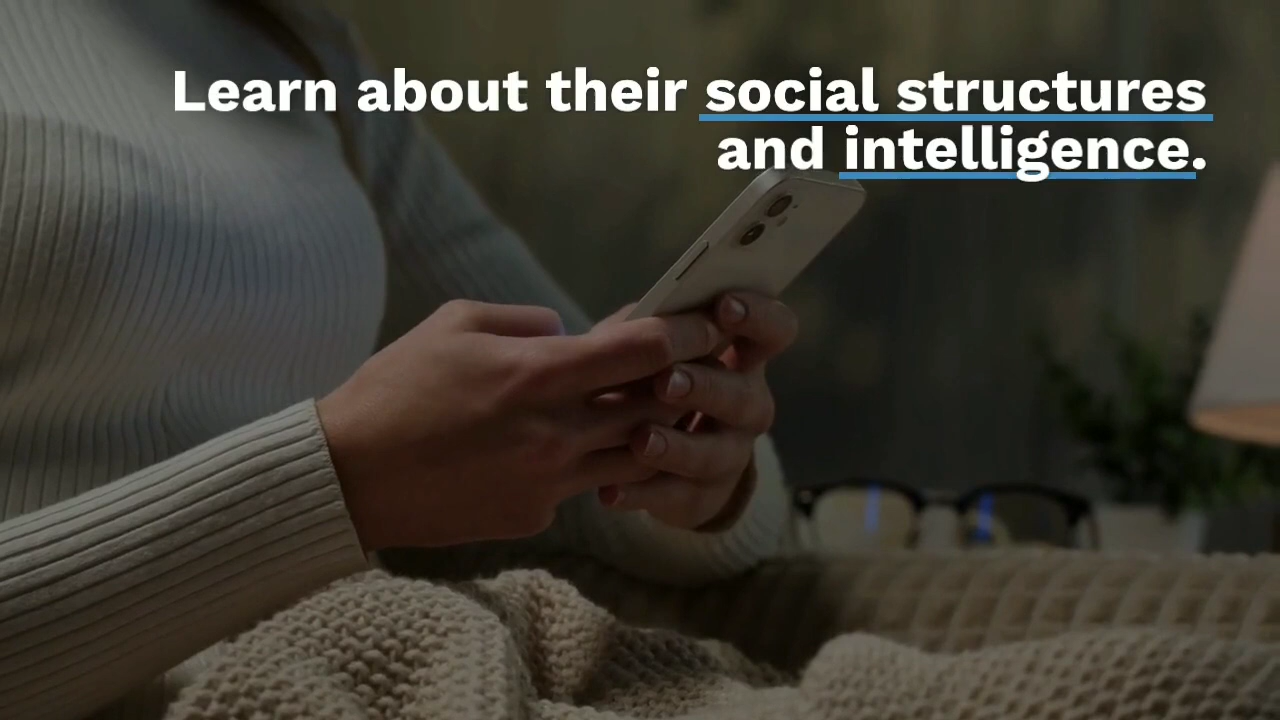 Learn about their social structures
and intelligence.